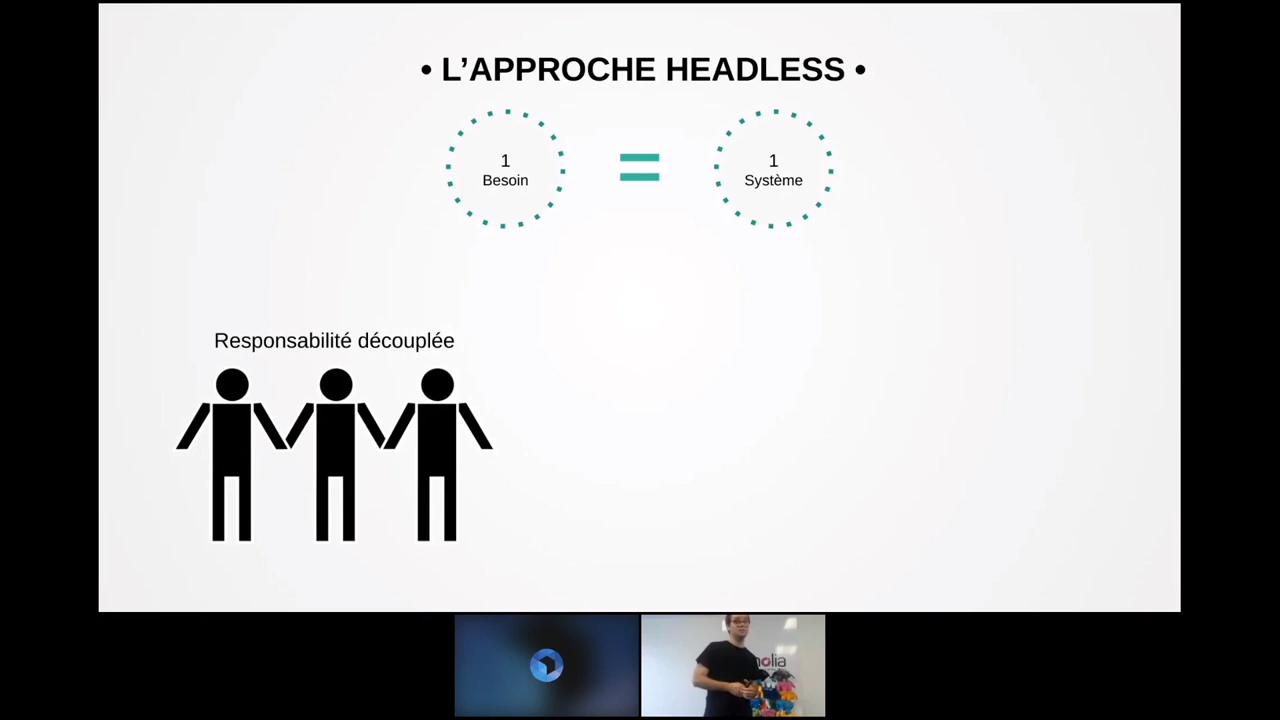 • L’APPROCHE HEADLESS •
1
Besoin
=
1
Système
Responsabilité découplée